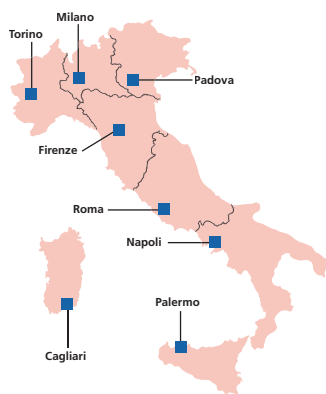 Milano
Torino
Padova
Firenze
Roma
Napoli
Palermo
Cagliari